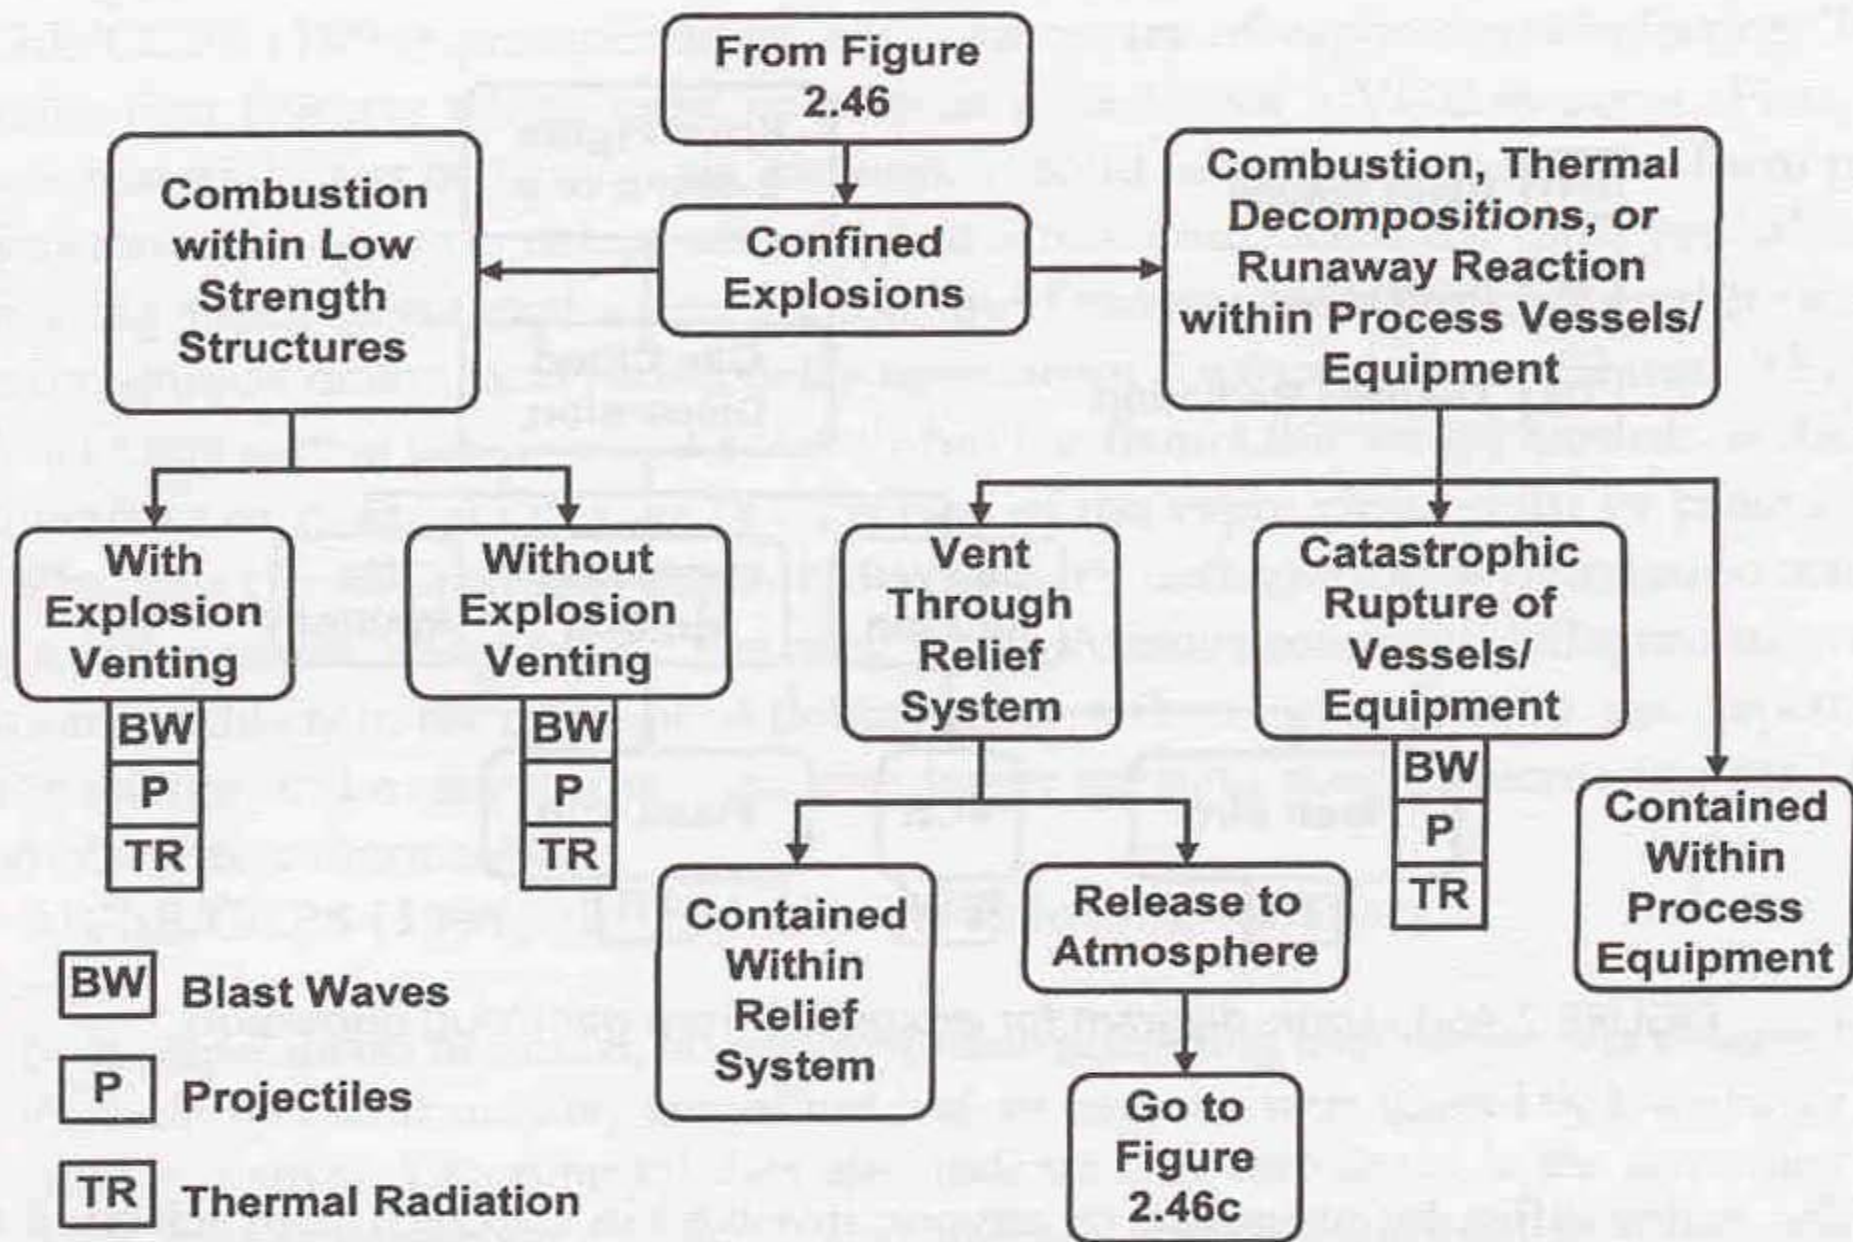 From Figure
2.46
Combustion
within Low
Strength
Structures
Confined
Explosions
Combustion, Thermal
Decompositions, or
Runaway Reaction
within Process Vessels/
Equipment
With
Explosion
Venting
BW
P
TR
Without
Explosion
Venting
BW
P
TR
Vent
Through
Relief
System
Catastrophic
Rupture of
Vessels/
Equipment
BW
P
TR
Contained
Within
Process
Equipment
Contained
Within
Relief
System
Release to
Atmosphere
Go to
Figure
2.46c
BW Blast Waves
P Projectiles
TR Thermal Radiation